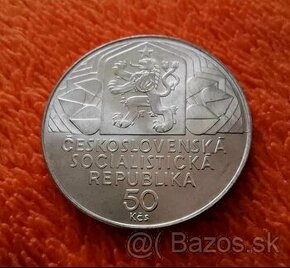 ČESKOSLOVENSKÁ
SOCIALISTICKÁ
REPUBLIKA
50
Kčs
Bazos.sk